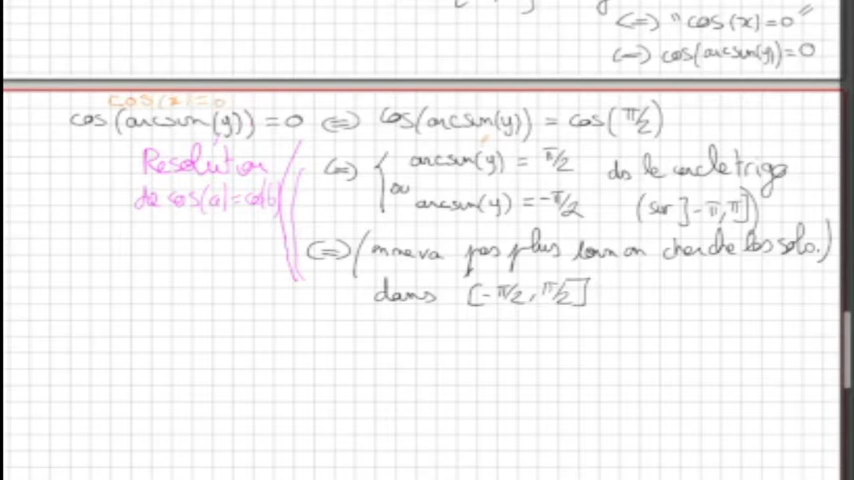 <=> "cos(x)=0"
<=> cos(arcsin(y))=0
cos(x)=0
cos(arcsin(y))=0 <=> cos(arcsin(y)) = cos(π/2)
Resolution
de cos(a)=cos(b)
<=> { arcsin(y) = π/2 ds le cercle trigo
ou
arcsin(y) = -π/2 (sur ]-π,π])
<=> (on ne va pas plus loin on cherche les solo.)
dans [-π/2, π/2]